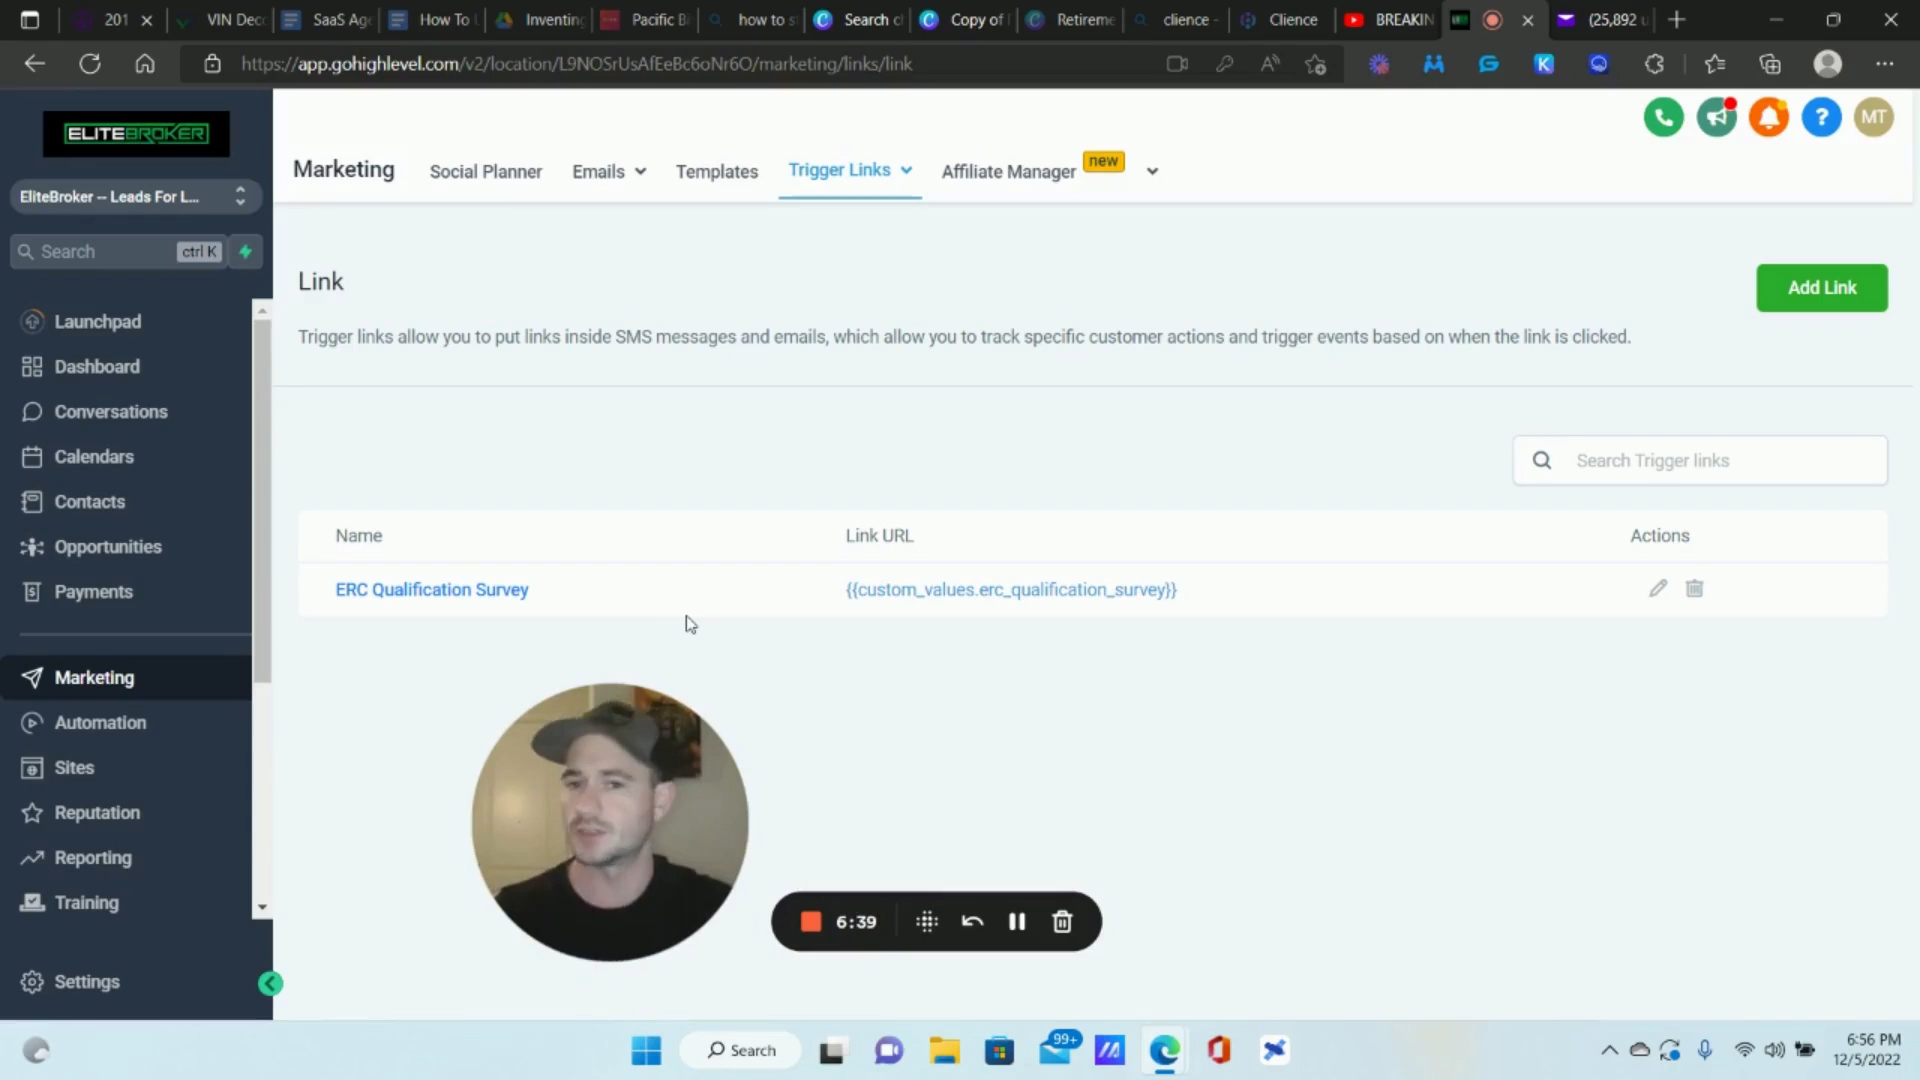 201
VIN Deco
SaaS Age
How To U
Inventing
Pacific Bi
how to s
Search cl
Copy of
Retireme
clience -
Clience
BREAKIN
(25,892 u
https://app.gohighlevel.com/v2/location/L9NOSrUsAfEeBc6oNr6O/marketing/links/link
ELITEBROKER
EliteBroker -- Leads For L...
Search
ctrl K
Launchpad
Dashboard
Conversations
Calendars
Contacts
Opportunities
Payments
Marketing
Automation
Sites
Reputation
Reporting
Training
Settings
MT
Marketing
Social Planner
Emails
Templates
Trigger Links
Affiliate Manager
new
Link
Add Link
Trigger links allow you to put links inside SMS messages and emails, which allow you to track specific customer actions and trigger events based on when the link is clicked.
Search Trigger links
Name
Link URL
Actions
ERC Qualification Survey
{{custom_values.erc_qualification_survey}}
6:39
Search
99+
6:56 PM
12/5/2022